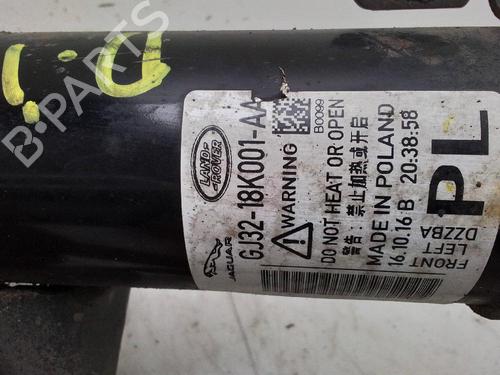 LAND
ROVER
JAGUAR
GJ32-18K001-AA
B0099
WARNING
DO NOT HEAT OR OPEN
警告: 禁止加热或开启
MADE IN POLAND
16.10.16 B 20:38:58
FRONT
LEFT
DZZBA
PL
B-PARTS